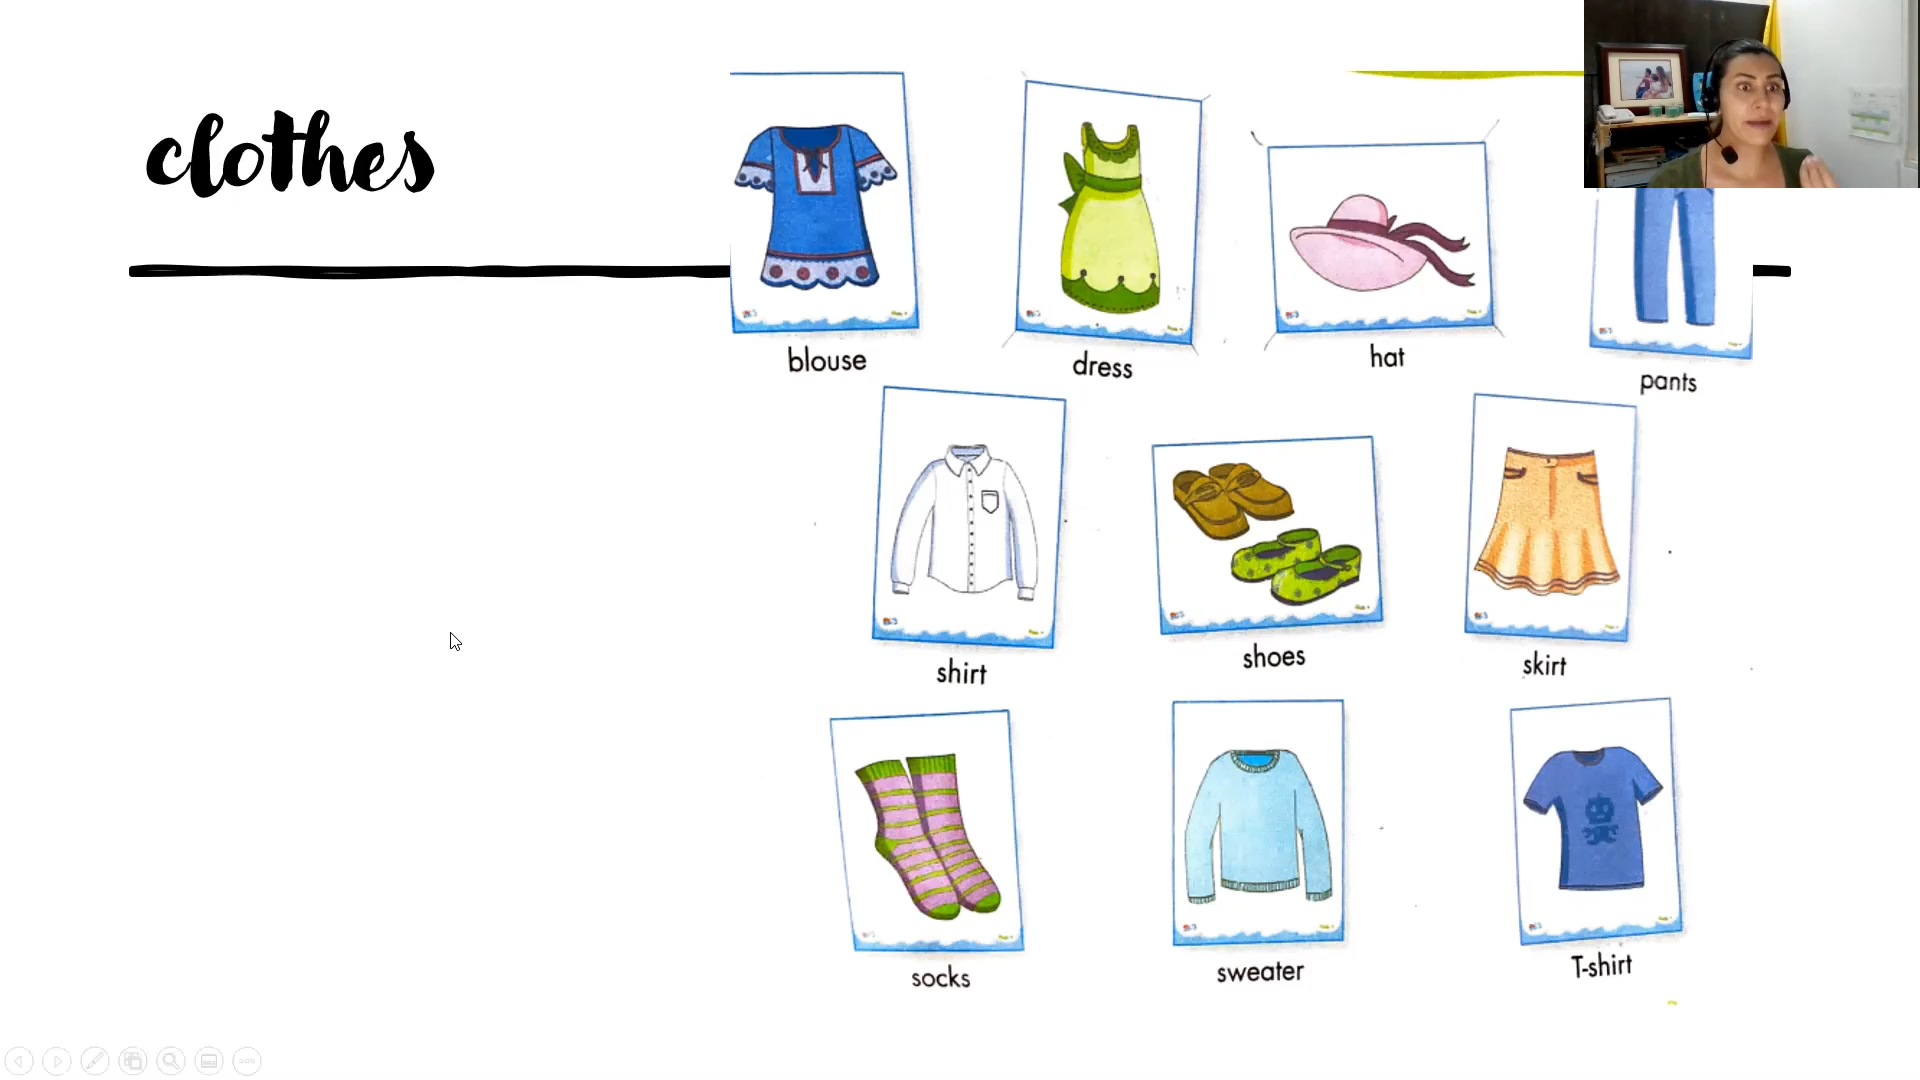 clothes
blouse
dress
hat
pants
shirt
shoes
skirt
socks
sweater
T-shirt